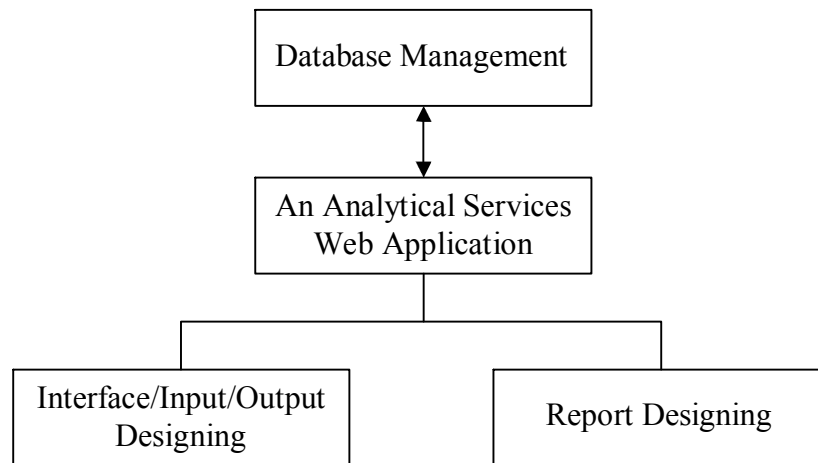 Database Management
An Analytical Services
Web Application
Interface/Input/Output
Designing
Report Designing